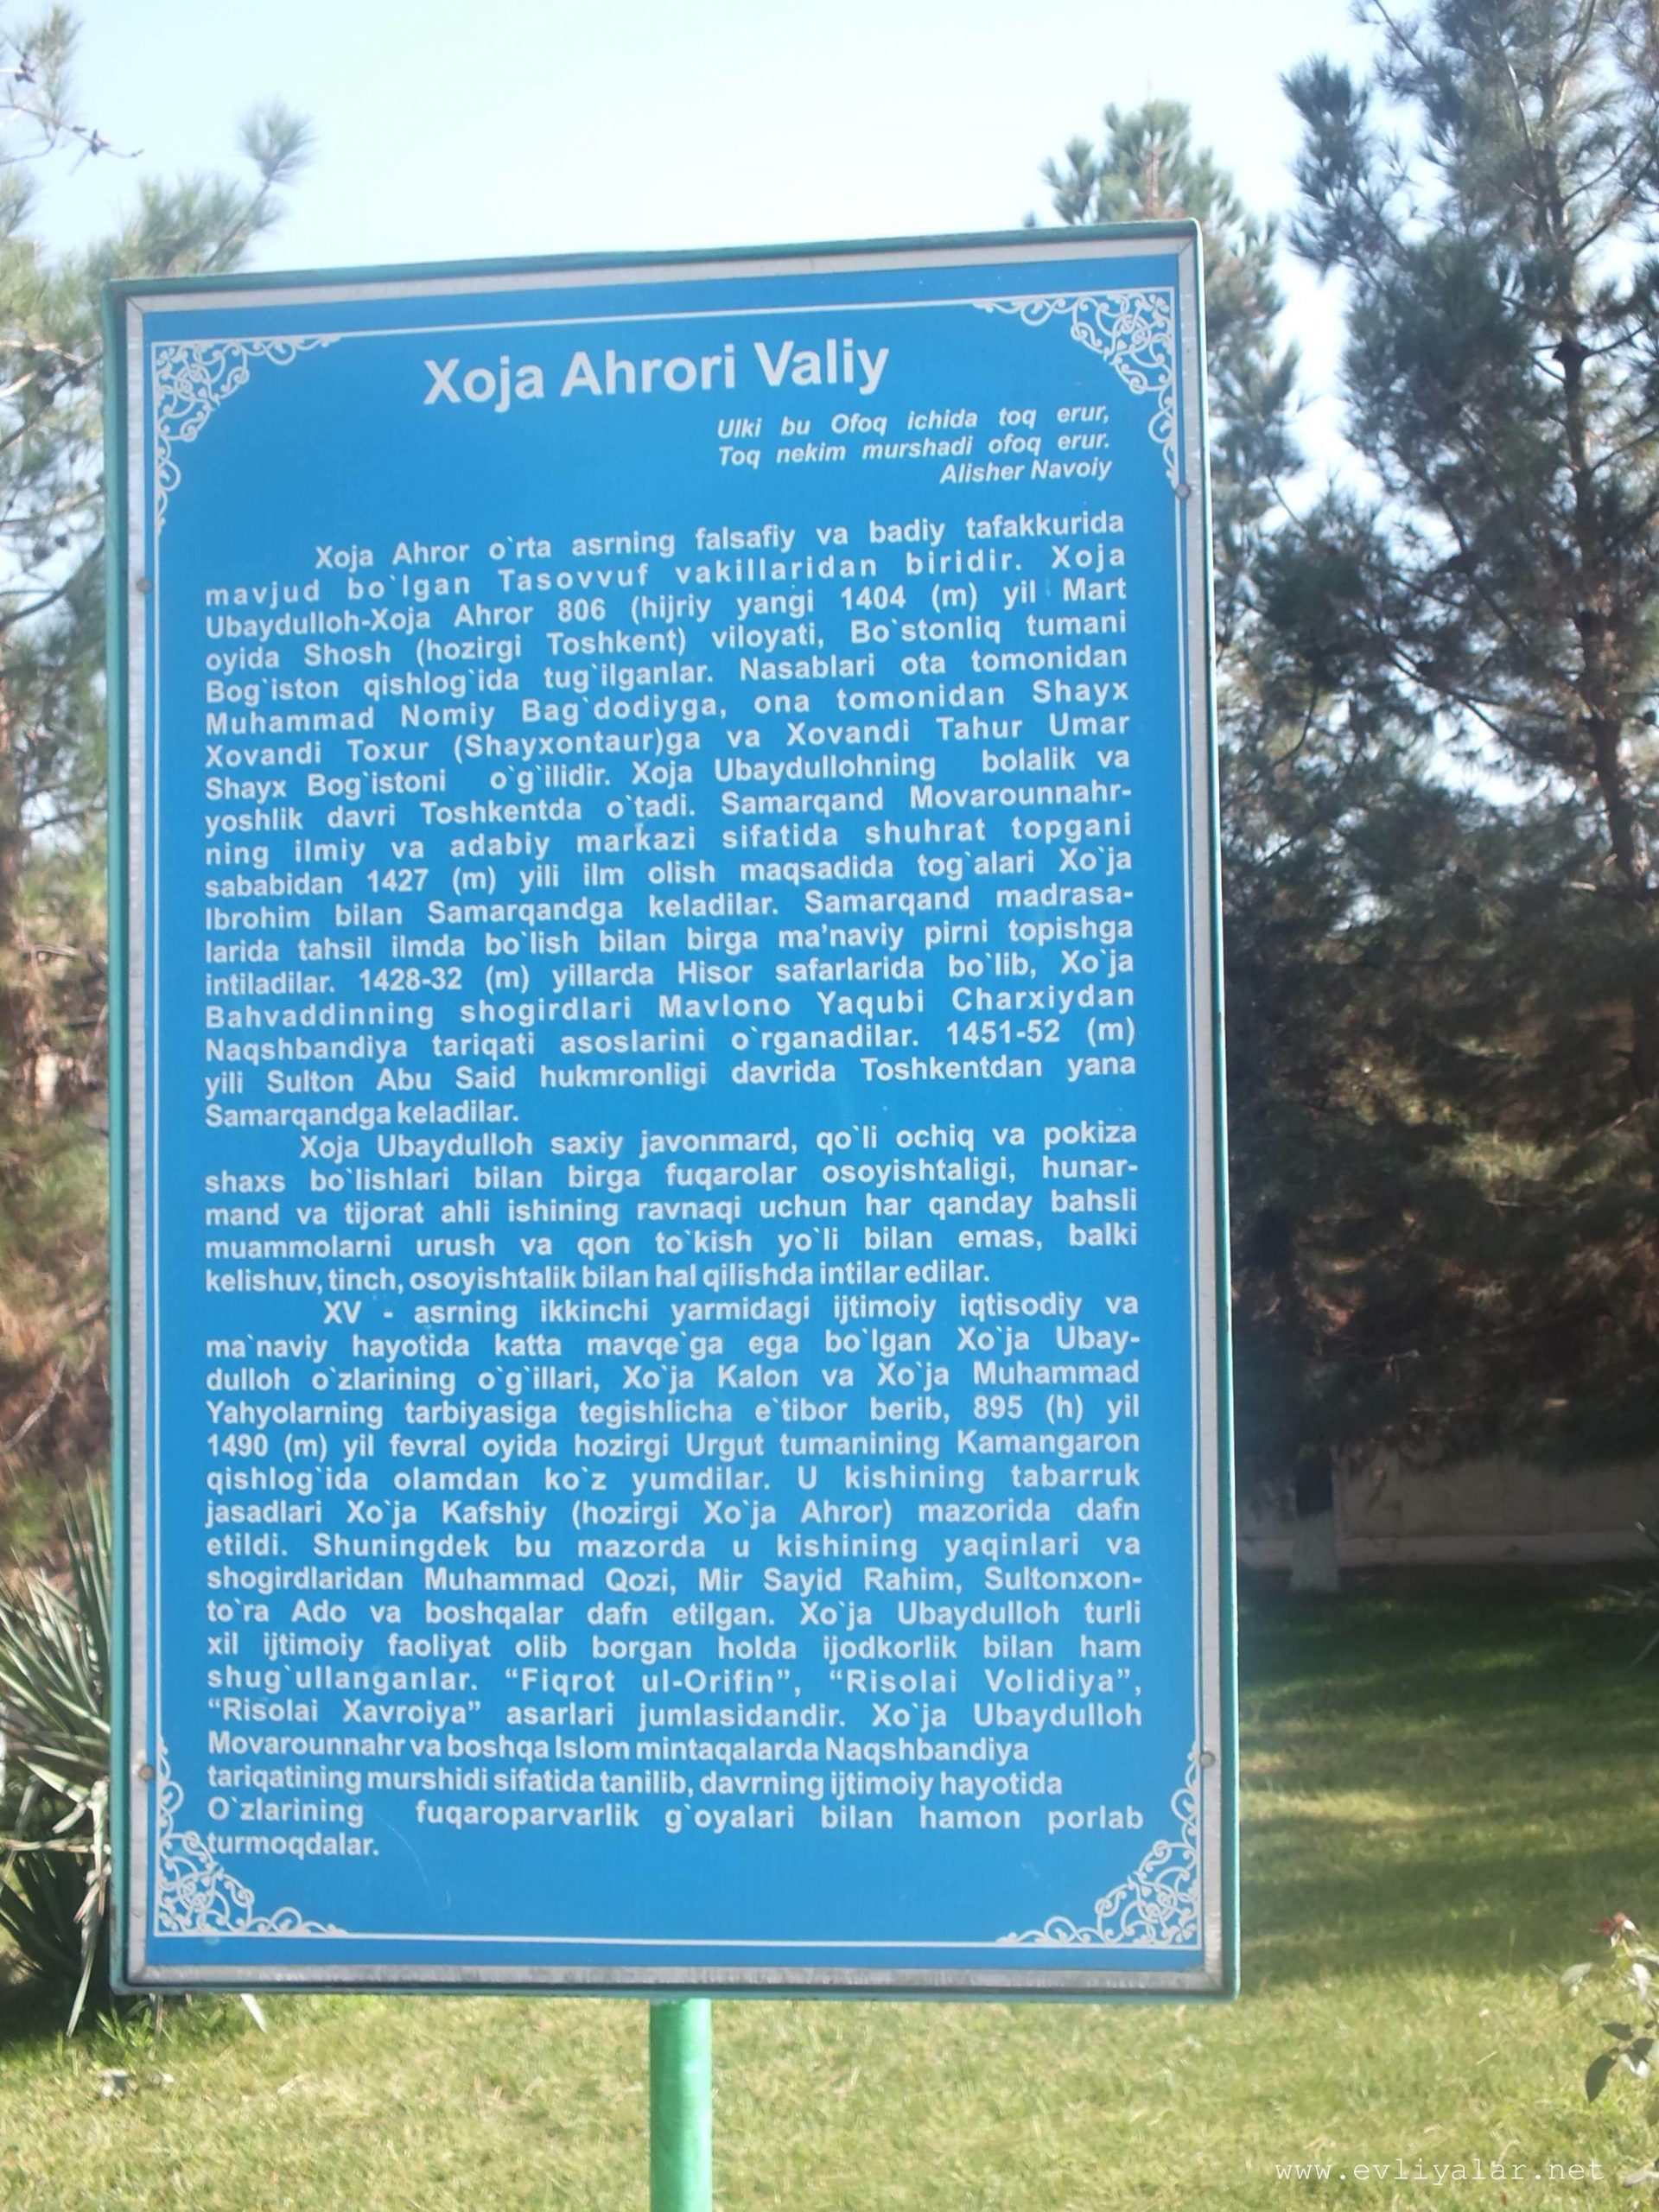 Xoja Ahrori Valiy
Ulki bu Ofoq ichida toq erur,
Toq nekim murshadi ofoq erur.
Alisher Navoiy
Xoja Ahror o`rta asrning falsafiy va badiy tafakkurida
mavjud bo`lgan Tasovvuf vakillaridan biridir. Xoja
Ubaydulloh-Xoja Ahror 806 (hijriy yangi 1404 (m) yil Mart
oyida Shosh (hozirgi Toshkent) viloyati, Bo`stonliq tumani
Bog`iston qishlog`ida tug`ilganlar. Nasablari ota tomonidan
Muhammad Nomiy Bag`dodiyga, ona tomonidan Shayx
Xovandi Toxur (Shayxontaur)ga va Xovandi Tahur Umar
Shayx Bog`istoni o`g`ilidir. Xoja Ubaydullohning bolalik va
yoshlik davri Toshkentda o`tadi. Samarqand Movarounnahr-
ning ilmiy va adabiy markazi sifatida shuhrat topgani
sababidan 1427 (m) yili ilm olish maqsadida tog`alari Xo`ja
Ibrohim bilan Samarqandga keladilar. Samarqand madrasa-
larida tahsil ilmda bo`lish bilan birga ma’naviy pirni topishga
intiladilar. 1428-32 (m) yillarda Hisor safarlarida bo`lib, Xo`ja
Bahvaddinning shogirdlari Mavlono Yaqubi Charxiydan
Naqshbandiya tariqati asoslarini o`rganadilar. 1451-52 (m)
yili Sulton Abu Said hukmronligi davrida Toshkentdan yana
Samarqandga keladilar.
Xoja Ubaydulloh saxiy javonmard, qo`li ochiq va pokiza
shaxs bo`lishlari bilan birga fuqarolar osoyishtaligi, hunar-
mand va tijorat ahli ishining ravnaqi uchun har qanday bahsli
muammolarni urush va qon to`kish yo`li bilan emas, balki
kelishuv, tinch, osoyishtalik bilan hal qilishda intilar edilar.
XV - asrning ikkinchi yarmidagi ijtimoiy iqtisodiy va
ma`naviy hayotida katta mavqe`ga ega bo`lgan Xo`ja Ubay-
dulloh o`zlarining o`g`illari, Xo`ja Kalon va Xo`ja Muhammad
Yahyolarning tarbiyasiga tegishlicha e`tibor berib, 895 (h) yil
1490 (m) yil fevral oyida hozirgi Urgut tumanining Kamangaron
qishlog`ida olamdan ko`z yumdilar. U kishining tabarruk
jasadlari Xo`ja Kafshiy (hozirgi Xo`ja Ahror) mazorida dafn
etildi. Shuningdek bu mazorda u kishining yaqinlari va
shogirdlaridan Muhammad Qozi, Mir Sayid Rahim, Sultonxon-
to`ra Ado va boshqalar dafn etilgan. Xo`ja Ubaydulloh turli
xil ijtimoiy faoliyat olib borgan holda ijodkorlik bilan ham
shug`ullanganlar. “Fiqrot ul-Orifin”, “Risolai Volidiya”,
“Risolai Xavroiya” asarlari jumlasidandir. Xo`ja Ubaydulloh
Movarounnahr va boshqa Islom mintaqalarda Naqshbandiya
tariqatining murshidi sifatida tanilib, davrning ijtimoiy hayotida
O`zlarining fuqaroparvarlik g`oyalari bilan hamon porlab
turmoqdalar.
www.evliyalar.net